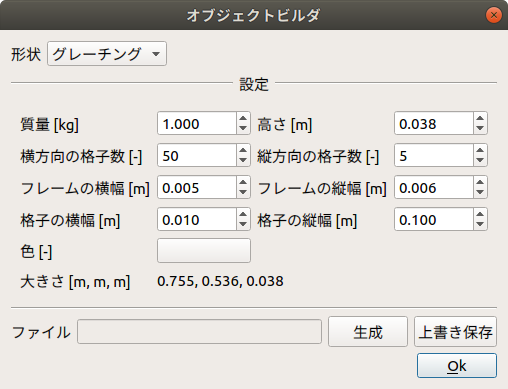 オブジェクトビルダ
形状 グレーチング
設定
質量 [kg] 1.000 高さ [m] 0.038
横方向の格子数 [-] 50 縦方向の格子数 [-] 5
フレームの横幅 [m] 0.005 フレームの縦幅 [m] 0.006
格子の横幅 [m] 0.010 格子の縦幅 [m] 0.100
色 [-]
大きさ [m, m, m] 0.755, 0.536, 0.038
ファイル 生成 上書き保存
Ok